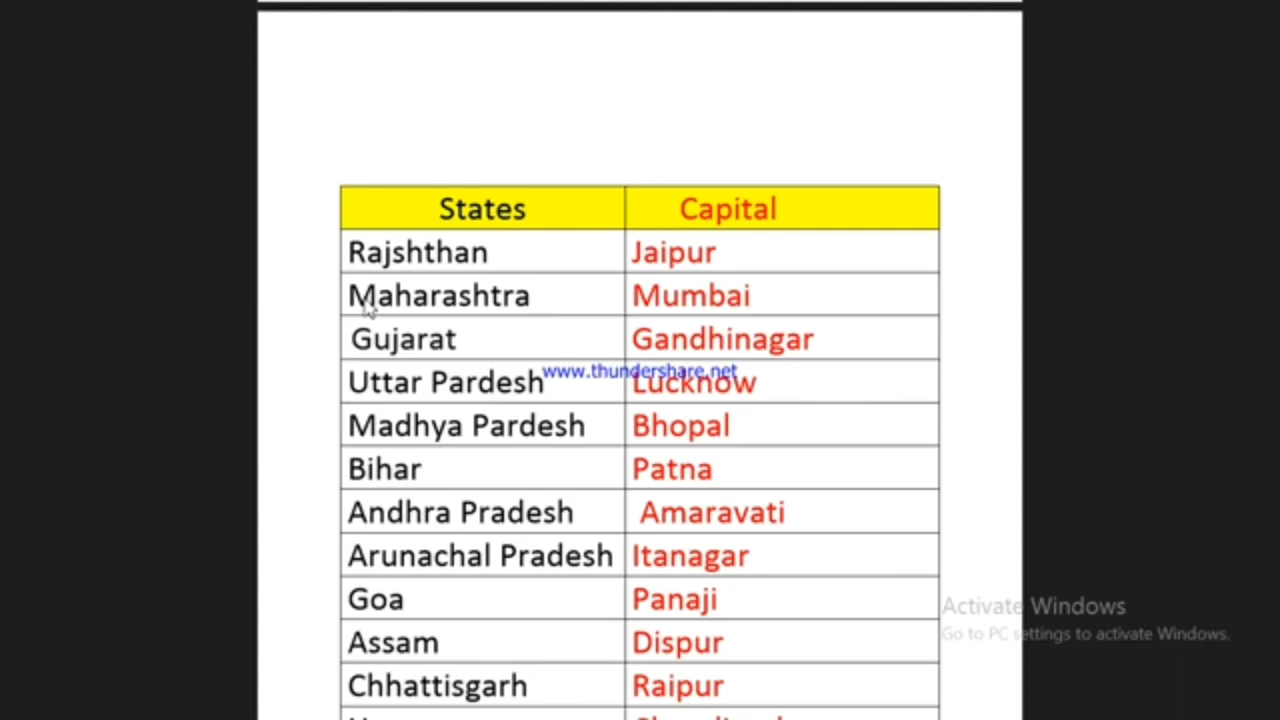 States Capital
Rajshthan Jaipur
Maharashtra Mumbai
Gujarat Gandhinagar
www.thundershare.net
Uttar Pardesh Lucknow
Madhya Pardesh Bhopal
Bihar Patna
Andhra Pradesh Amaravati
Arunachal Pradesh Itanagar
Goa Panaji
Activate Windows
Go to PC settings to activate Windows.
Assam Dispur
Chhattisgarh Raipur